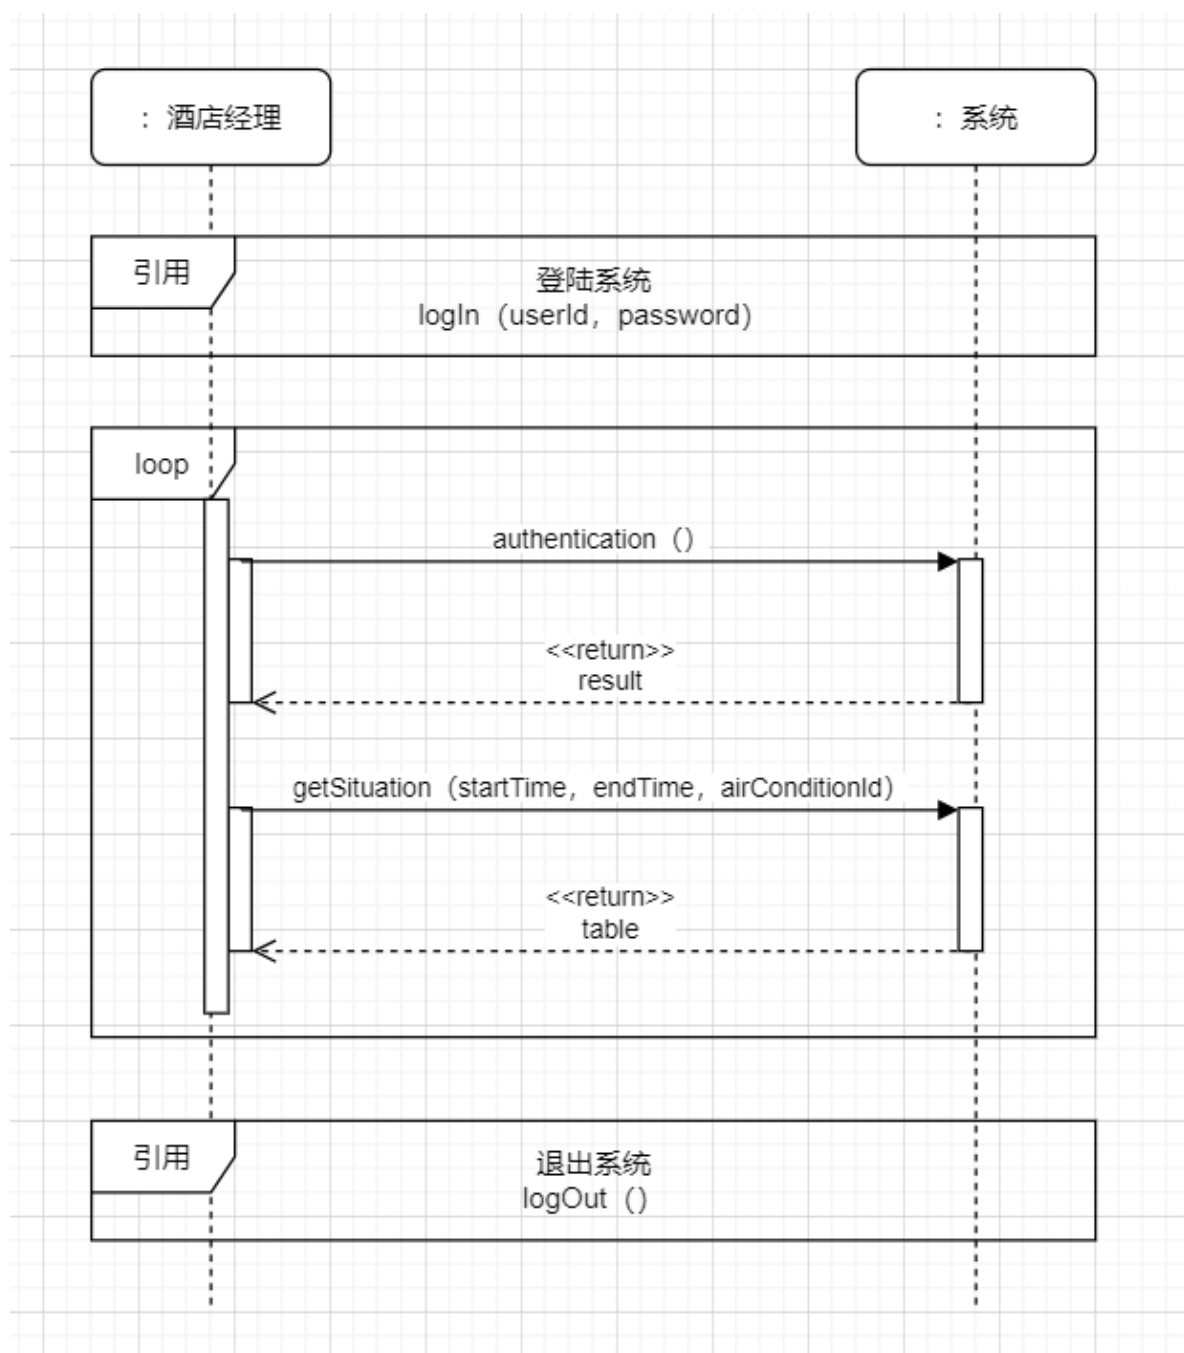 ：酒店经理
：系统
引用
登陆系统
logIn（userId，password）
loop
authentication（）
<<return>>
result
getSituation（startTime，endTime，airConditionId）
<<return>>
table
引用
退出系统
logOut（）